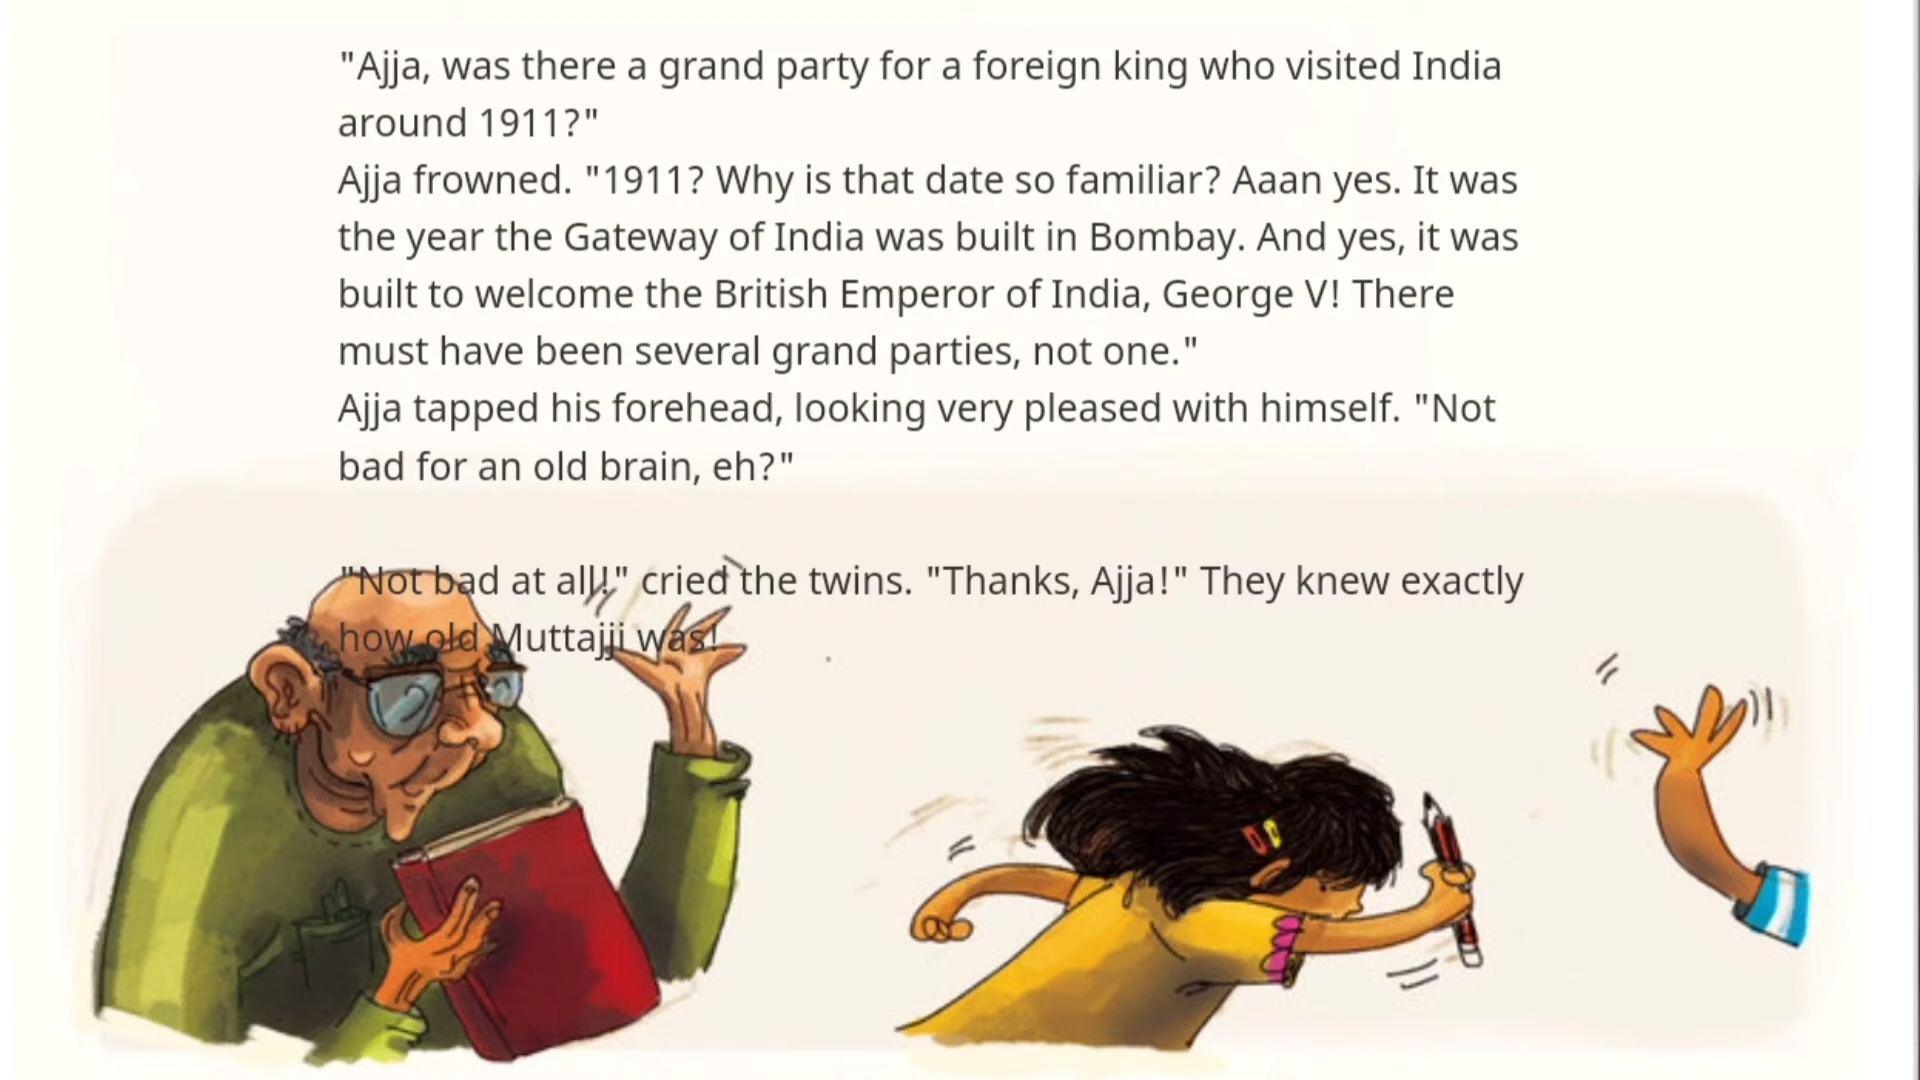 "Ajja, was there a grand party for a foreign king who visited India
around 1911?"
Ajja frowned. "1911? Why is that date so familiar? Aaan yes. It was
the year the Gateway of India was built in Bombay. And yes, it was
built to welcome the British Emperor of India, George V! There
must have been several grand parties, not one."
Ajja tapped his forehead, looking very pleased with himself. "Not
bad for an old brain, eh?"
"Not bad at all!" cried the twins. "Thanks, Ajja!" They knew exactly
how old Muttajji was!